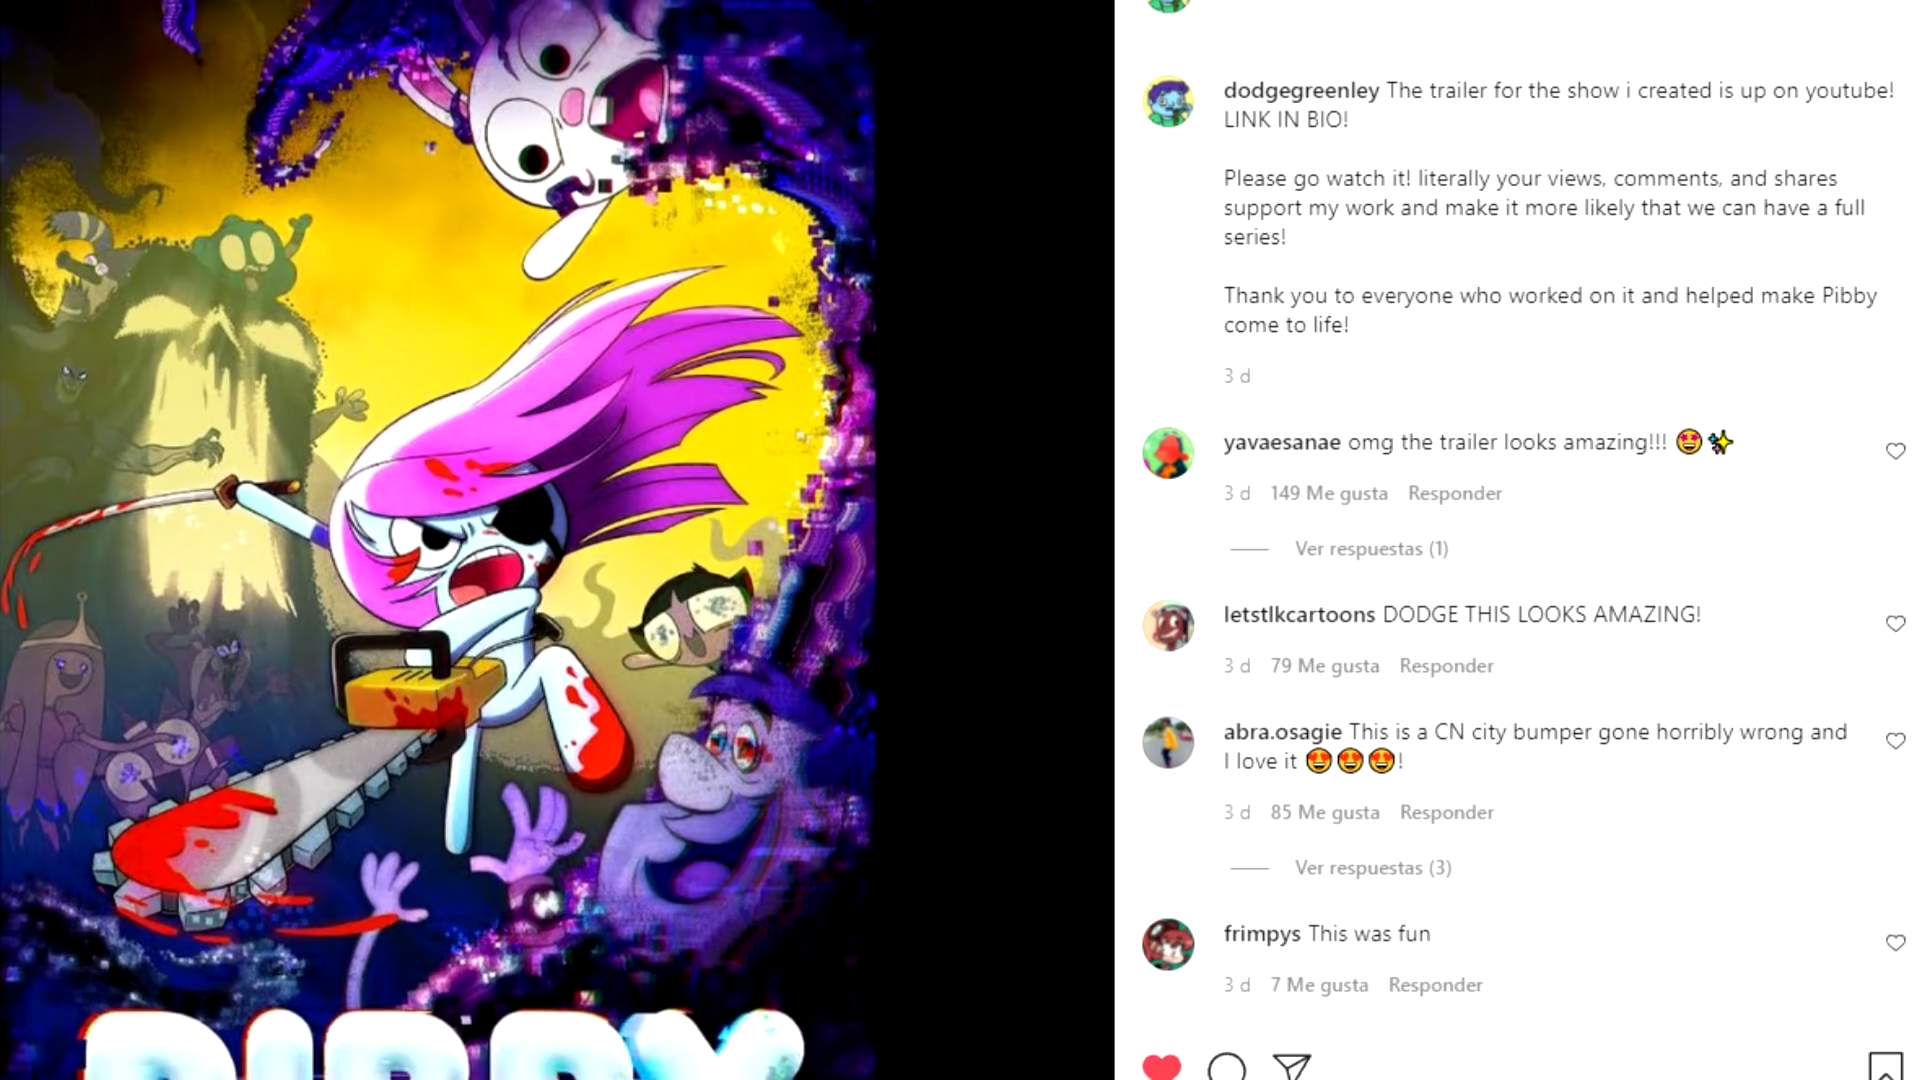 dodgegreenley The trailer for the show i created is up on youtube!
LINK IN BIO!
Please go watch it! literally your views, comments, and shares
support my work and make it more likely that we can have a full
series!
Thank you to everyone who worked on it and helped make Pibby
come to life!
3 d
yavaesanae omg the trailer looks amazing!!! 🤩✨
3 d 149 Me gusta Responder
Ver respuestas (1)
letstlkcartoons DODGE THIS LOOKS AMAZING!
3 d 79 Me gusta Responder
abra.osagie This is a CN city bumper gone horribly wrong and
I love it 😍😍😍!
3 d 85 Me gusta Responder
Ver respuestas (3)
frimpys This was fun
3 d 7 Me gusta Responder
PIBBY